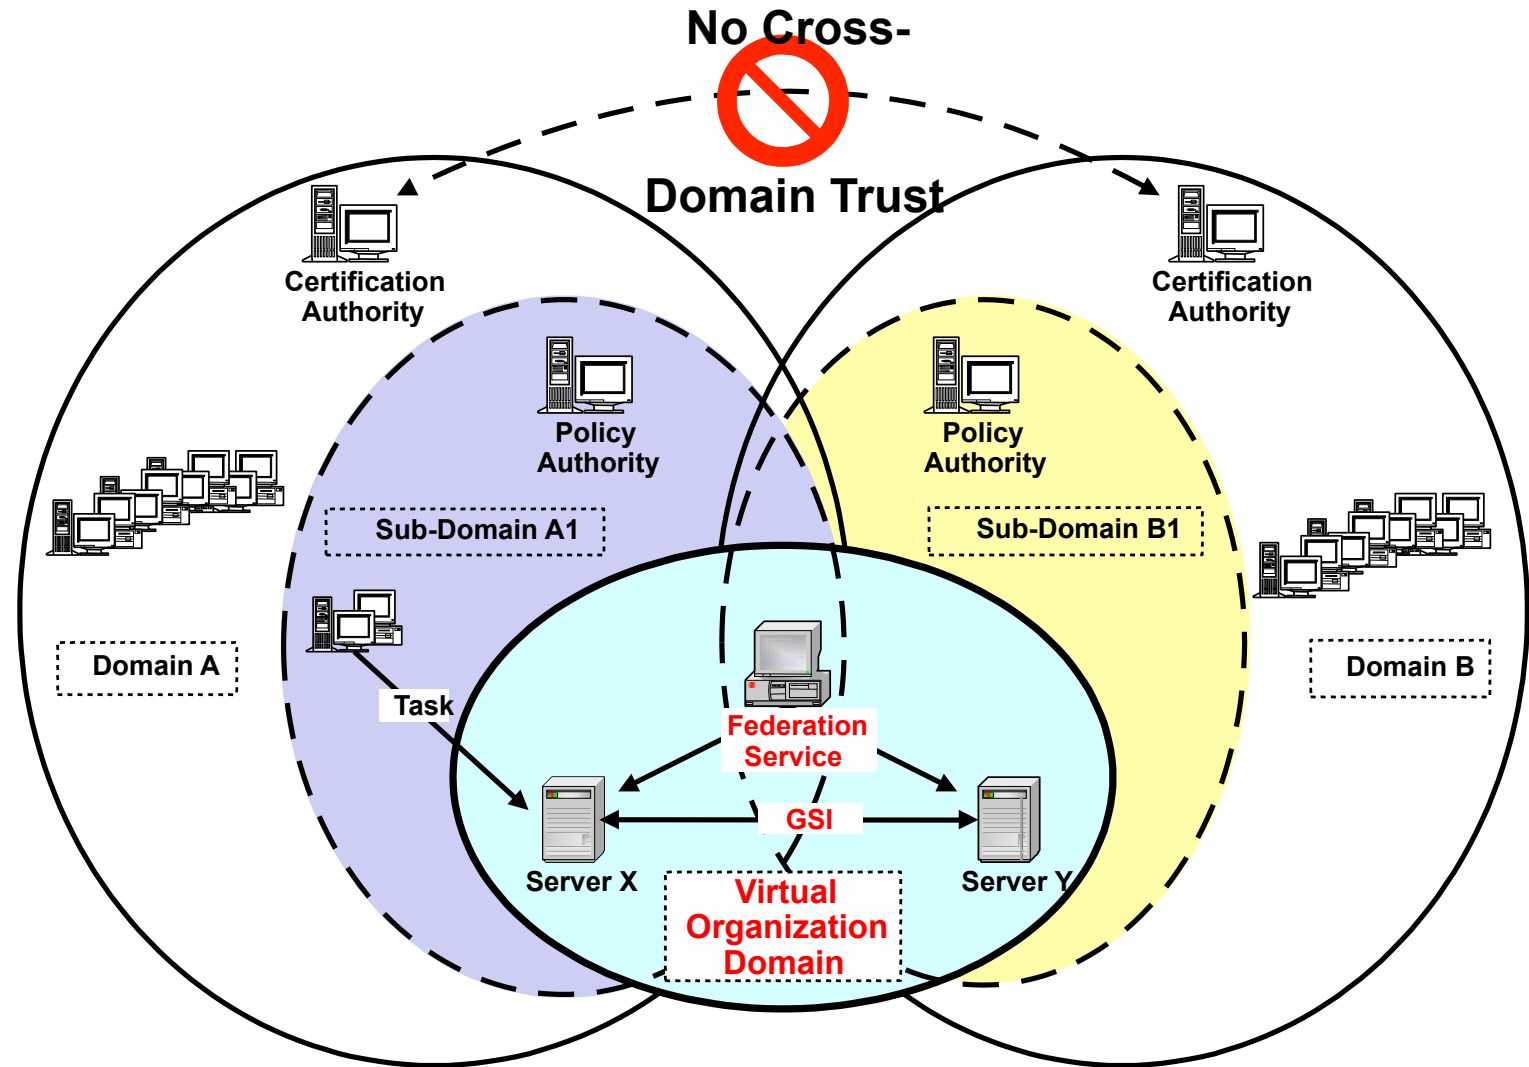 No Cross-
Domain Trust
Certification
Authority
Certification
Authority
Policy
Authority
Policy
Authority
Sub-Domain A1
Sub-Domain B1
Domain A
Domain B
Task
Federation
Service
GSI
Server X
Server Y
Virtual
Organization
Domain